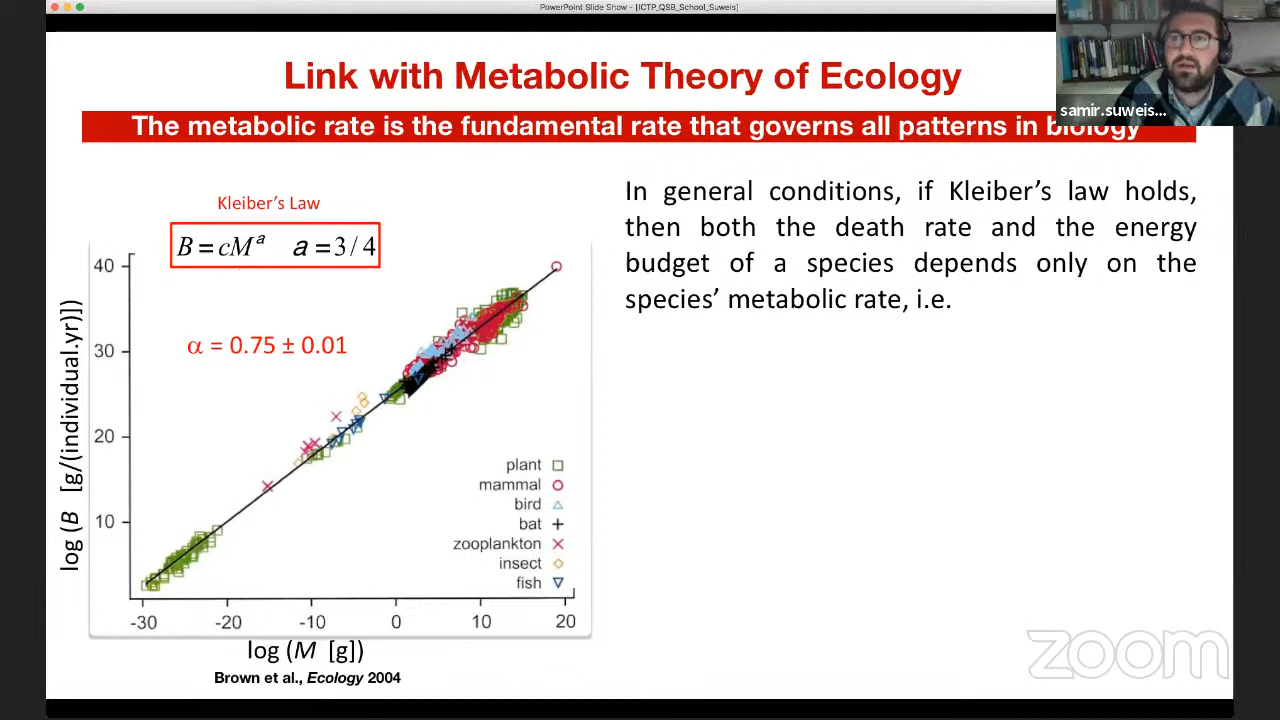 PowerPoint Slide Show - [ICTP_QSB_School_Suweis]
samir.suweis...
Link with Metabolic Theory of Ecology
The metabolic rate is the fundamental rate that governs all patterns in biology
Kleiber's Law
B = cM^a a = 3/4
α = 0.75 ± 0.01
log (B [g/(individual.yr)])
40
30
20
10
plant
mammal
bird
bat
zooplankton
insect
fish
-30 -20 -10 0 10 20
log (M [g])
Brown et al., Ecology 2004
In general conditions, if Kleiber's law holds,
then both the death rate and the energy
budget of a species depends only on the
species' metabolic rate, i.e.
zoom